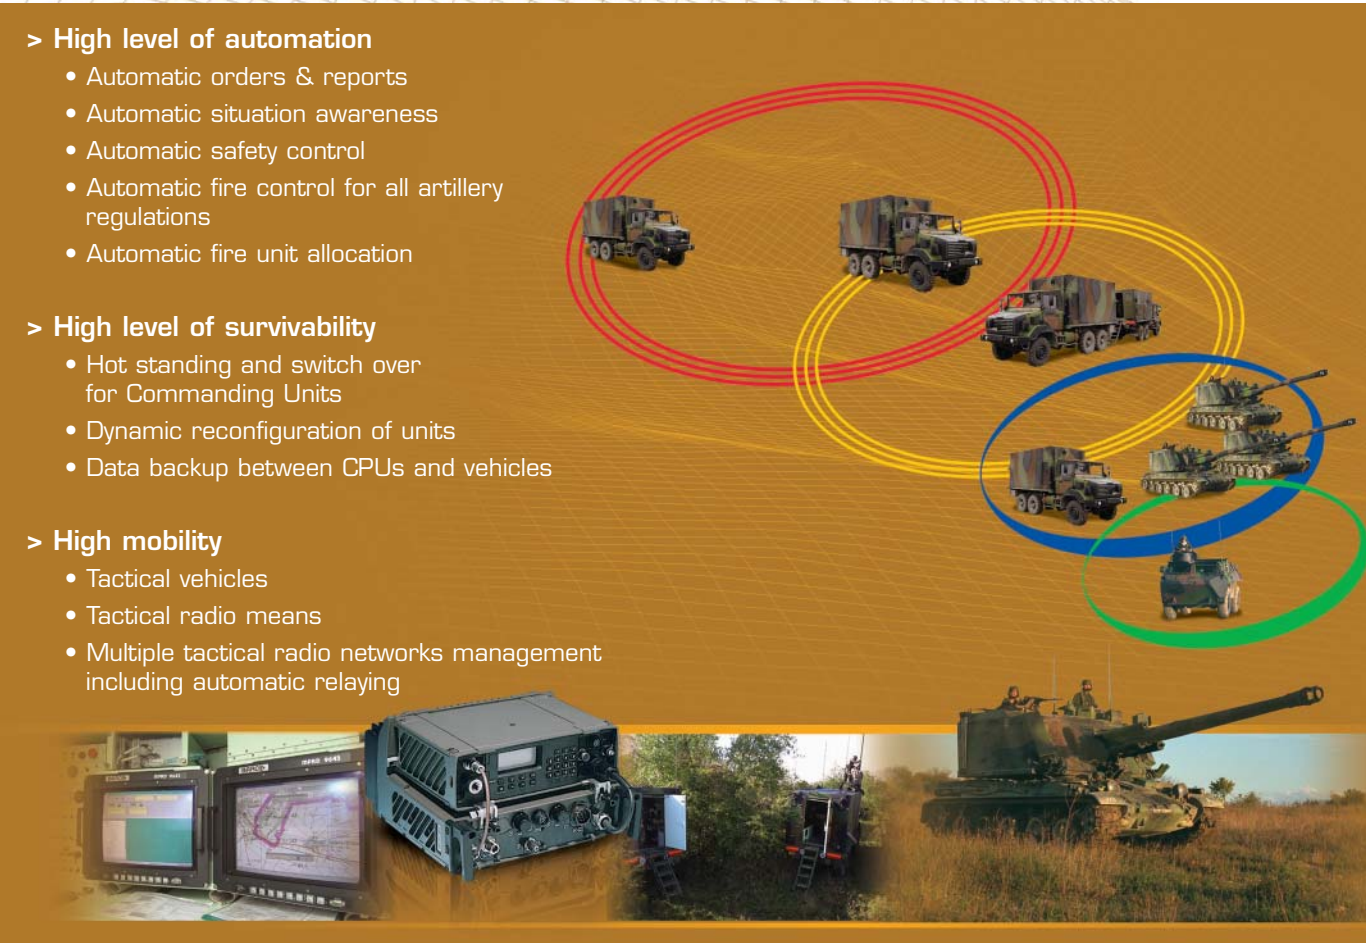 > High level of automation
• Automatic orders & reports
• Automatic situation awareness
• Automatic safety control
• Automatic fire control for all artillery
regulations
• Automatic fire unit allocation
> High level of survivability
• Hot standing and switch over
for Commanding Units
• Dynamic reconfiguration of units
• Data backup between CPUs and vehicles
> High mobility
• Tactical vehicles
• Tactical radio means
• Multiple tactical radio networks management
including automatic relaying